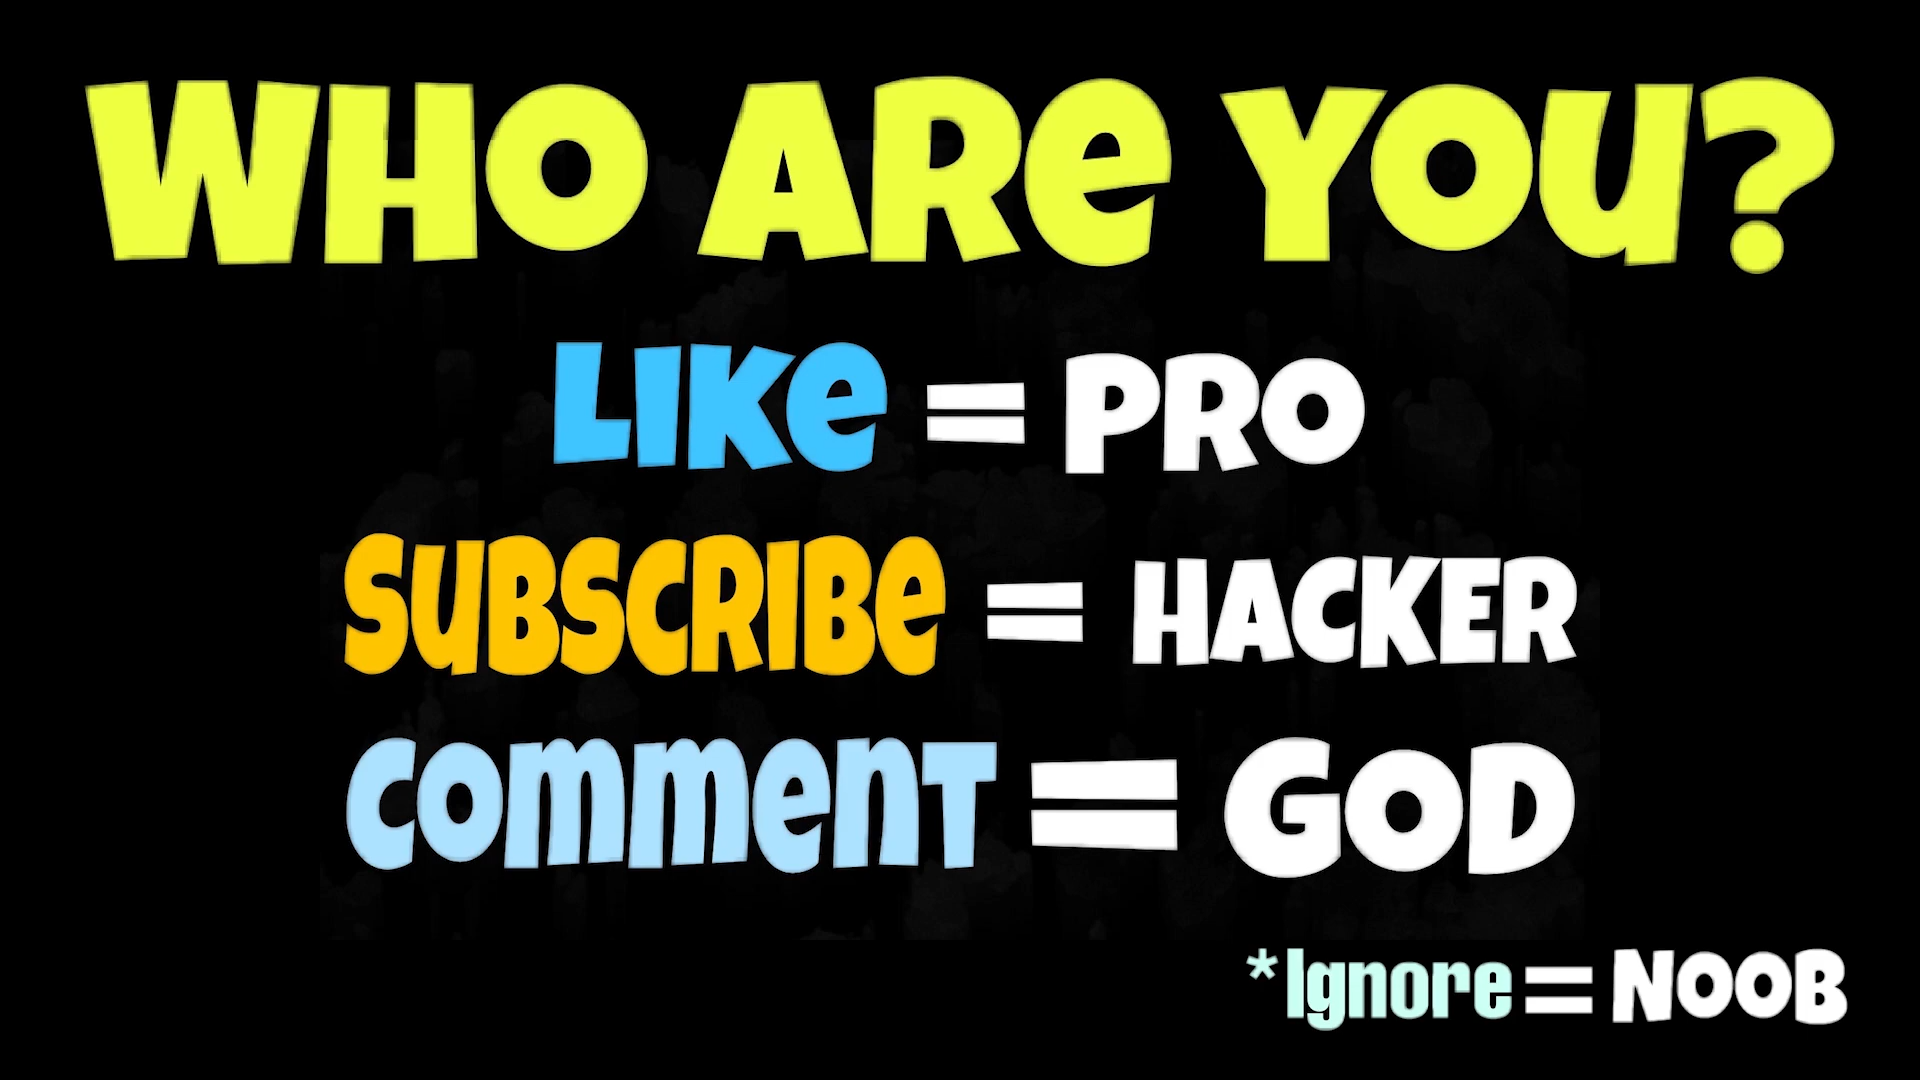 WHO ARe YOu?
LIKe = PRO
SuBSCRIBe = HACKER
Comment = GOD
*Ignore = NOOB